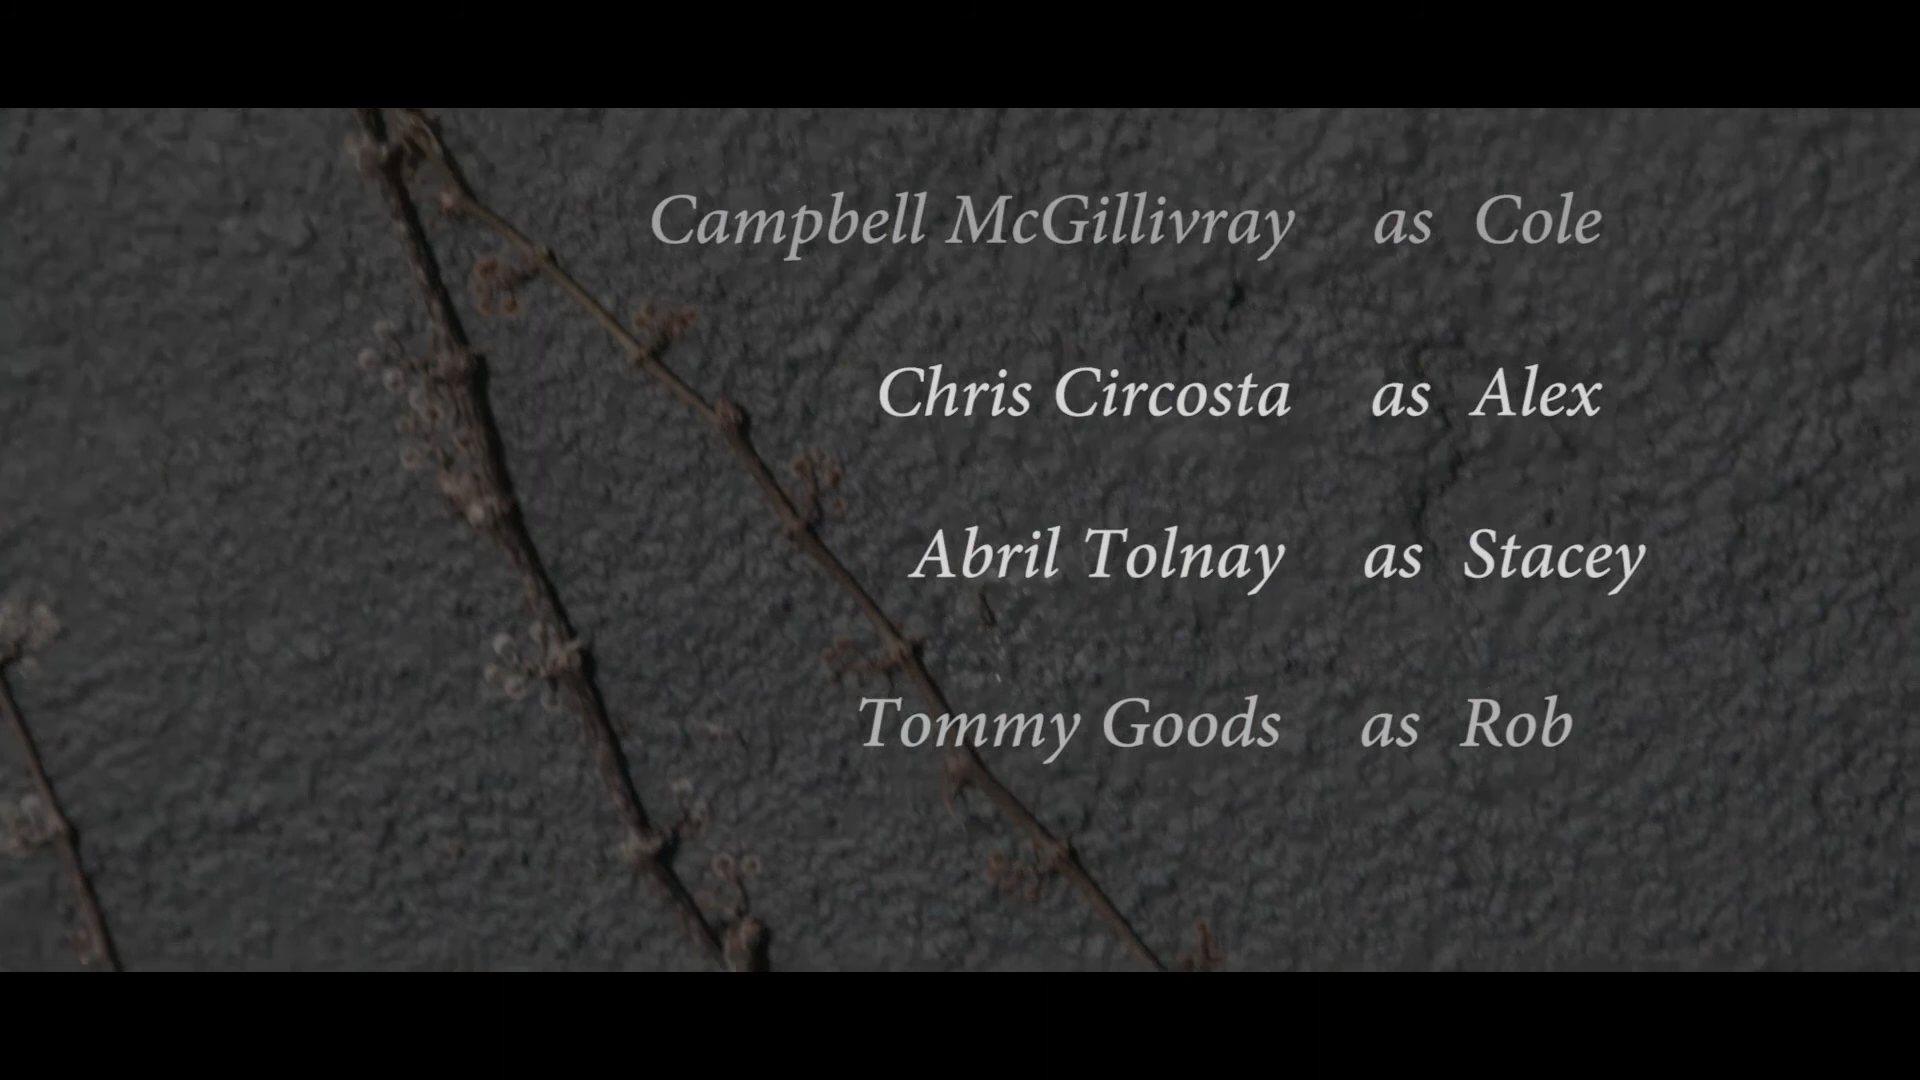 Campbell McGillivray as Cole
Chris Circosta as Alex
Abril Tolnay as Stacey
Tommy Goods as Rob